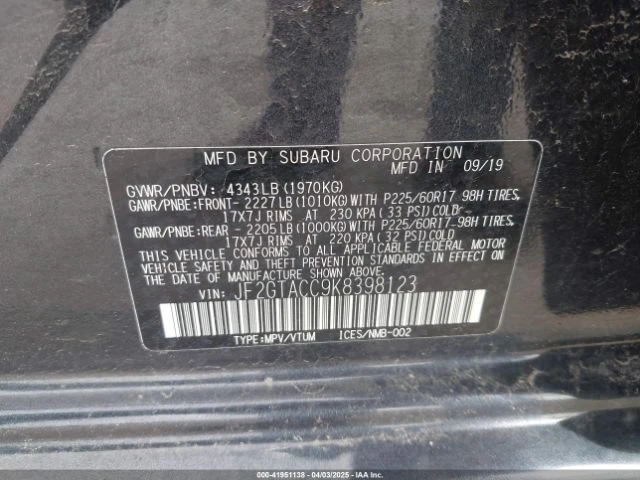 MFD BY SUBARU CORPORATION
MFD IN 09/19
GVWR/PNBV: 4343LB(1970KG)
GAWR/PNBE:FRONT- 2227LB(1010KG)WITH P225/60R17 98H TIRES,
17X7J RIMS AT 230 KPA(33 PSI)COLD
GAWR/PNBE:REAR - 2205LB(1000KG)WITH P225/60R17 98H TIRES,
17X7J RIMS AT 220 KPA(32 PSI)COLD
THIS VEHICLE CONFORMS TO ALL APPLICABLE FEDERAL MOTOR
VEHICLE SAFETY AND THEFT PREVENTION STANDARDS IN EFFECT ON
THE DATE OF MANUFACTURE SHOWN ABOVE.
VIN: JF2GTACC9K8398123
TYPE:MPV/VTUM ICES/NMB-002
000-41951138 - 04/03/2025 - IAA Inc.